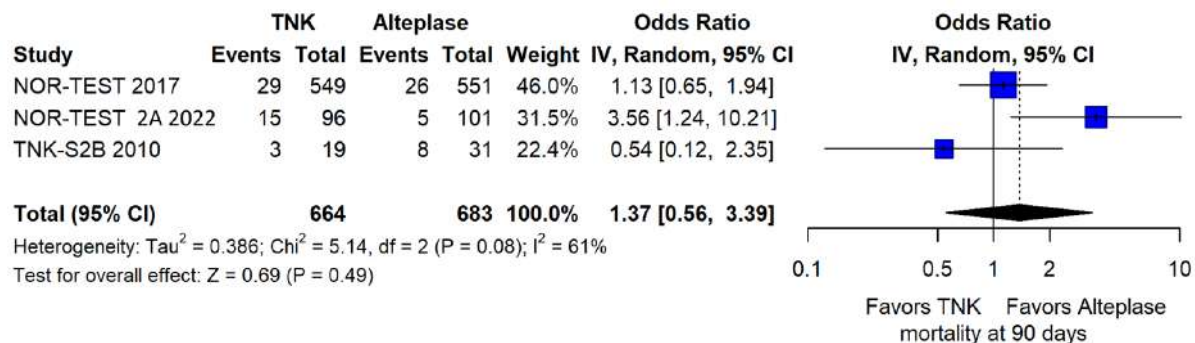 TNK Alteplase Odds Ratio Odds Ratio
Study Events Total Events Total Weight IV, Random, 95% CI IV, Random, 95% CI
NOR-TEST 2017 29 549 26 551 46.0% 1.13 [0.65, 1.94]
NOR-TEST 2A 2022 15 96 5 101 31.5% 3.56 [1.24, 10.21]
TNK-S2B 2010 3 19 8 31 22.4% 0.54 [0.12, 2.35]
Total (95% CI) 664 683 100.0% 1.37 [0.56, 3.39]
Heterogeneity: Tau² = 0.386; Chi² = 5.14, df = 2 (P = 0.08); I² = 61%
Test for overall effect: Z = 0.69 (P = 0.49)
0.1 0.5 1 2 10
Favors TNK Favors Alteplase
mortality at 90 days